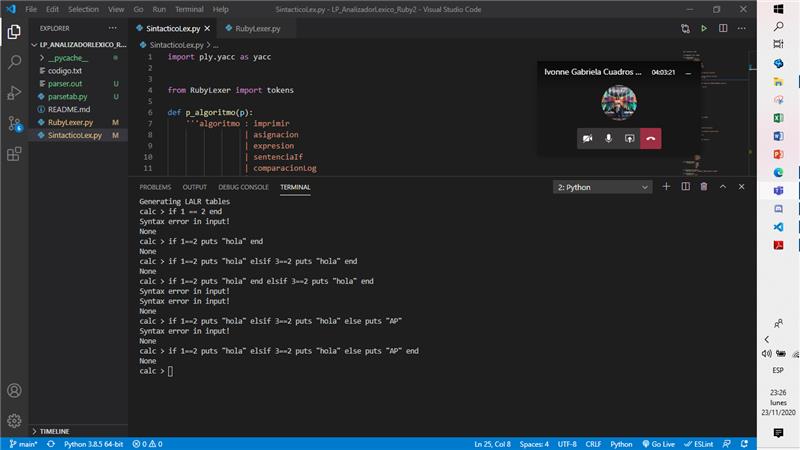 File Edit Selection View Go Run Terminal Help
SintacticoLex.py - LP_AnalizadorLexico_Ruby2 - Visual Studio Code
EXPLORER
LP_ANALIZADORLEXICO_R...
__pycache__
codigo.txt
parser.out U
parsetab.py U
README.md
RubyLexer.py M
SintacticoLex.py M
TIMELINE
6
SintacticoLex.py RubyLexer.py
SintacticoLex.py > ...
1 import ply.yacc as yacc
2
3
4 from RubyLexer import tokens
5
6 def p_algoritmo(p):
7 '''algoritmo : imprimir
8 | asignacion
9 | expresion
10 | sentenciaIf
11 | comparacionLog
Ivonne Gabriela Cuadros ... 04:03:21
PROBLEMS OUTPUT DEBUG CONSOLE TERMINAL
2: Python
Generating LALR tables
calc > if 1 == 2 end
Syntax error in input!
None
calc > if 1==2 puts "hola" end
None
calc > if 1==2 puts "hola" elsif 3==2 puts "hola" end
None
calc > if 1==2 puts "hola" end elsif 3==2 puts "hola" end
Syntax error in input!
Syntax error in input!
None
calc > if 1==2 puts "hola" elsif 3==2 puts "hola" else puts "AP"
Syntax error in input!
None
calc > if 1==2 puts "hola" elsif 3==2 puts "hola" else puts "AP" end
None
calc >
main* Python 3.8.5 64-bit 0 0
Ln 25, Col 8 Spaces: 4 UTF-8 CRLF Python Go Live ESLint
ESP
23:26
lunes
23/11/2020